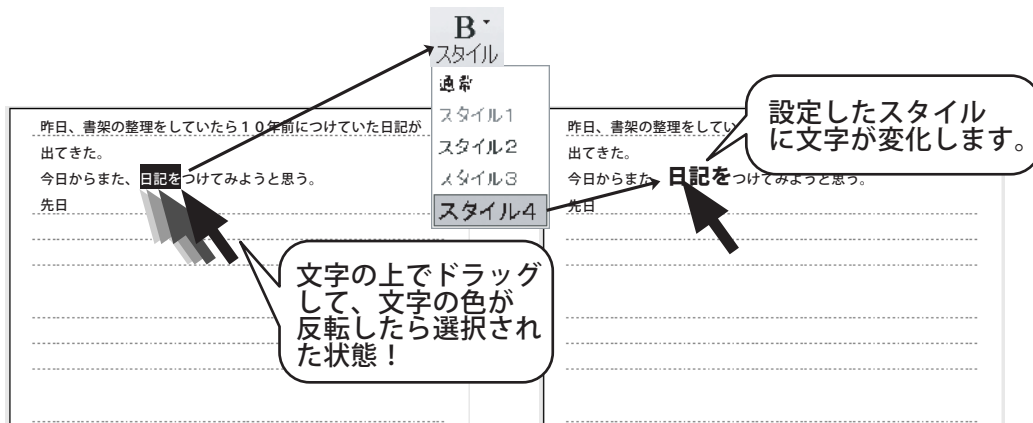 B
スタイル
通常
スタイル1
スタイル2
スタイル3
スタイル4
昨日、書架の整理をしていたら１０年前につけていた日記が
出てきた。
今日からまた、日記をつけてみようと思う。
先日
文字の上でドラッグ
して、文字の色が
反転したら選択され
た状態！
昨日、書架の整理をしてい
出てきた。
今日からまた、日記をつけてみようと思う。
先日
設定したスタイル
に文字が変化します。